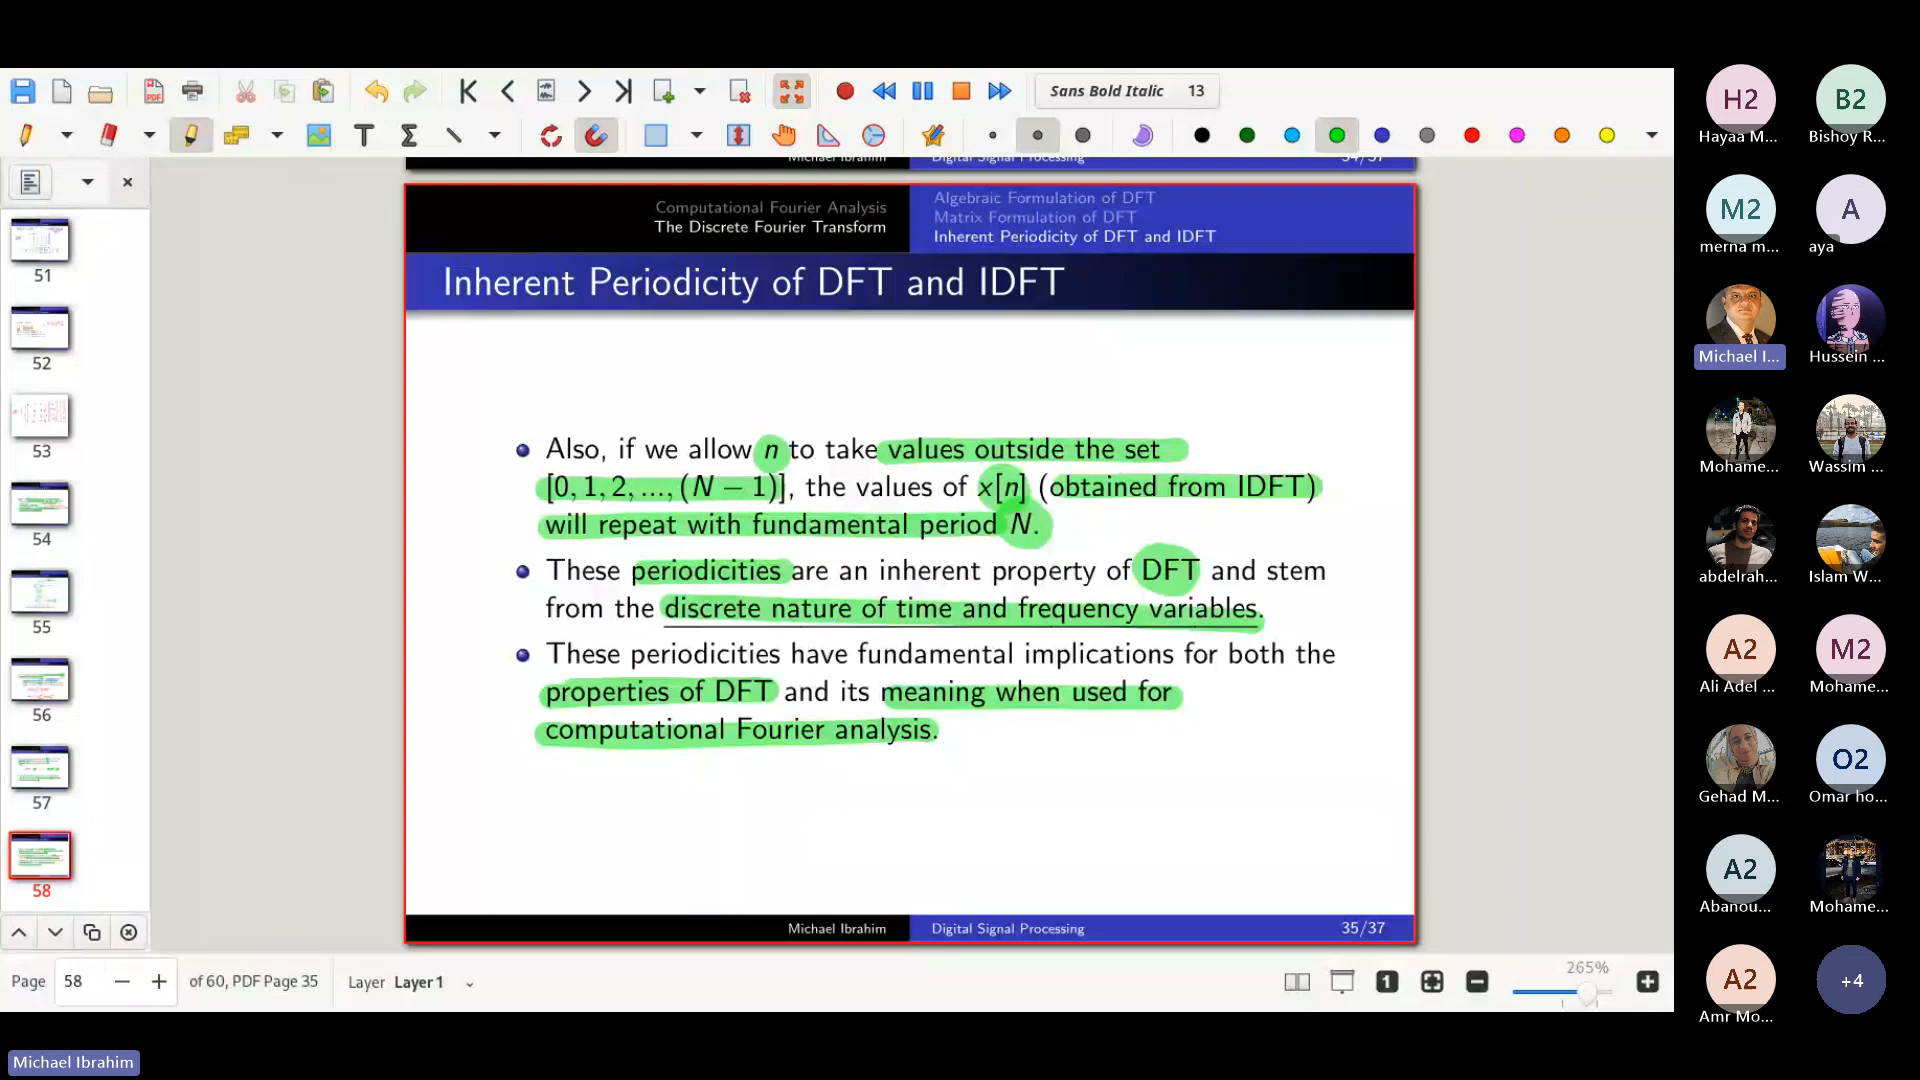 Sans Bold Italic 13
Michael Ibrahim Digital Signal Processing 34/37
Computational Fourier Analysis
The Discrete Fourier Transform
Algebraic Formulation of DFT
Matrix Formulation of DFT
Inherent Periodicity of DFT and IDFT
Inherent Periodicity of DFT and IDFT
Also, if we allow n to take values outside the set
[0, 1, 2, ..., (N − 1)], the values of x[n] (obtained from IDFT)
will repeat with fundamental period N.
These periodicities are an inherent property of DFT and stem
from the discrete nature of time and frequency variables.
These periodicities have fundamental implications for both the
properties of DFT and its meaning when used for
computational Fourier analysis.
Michael Ibrahim Digital Signal Processing 35/37
51
52
53
54
55
56
57
58
Page 58 of 60, PDF Page 35 Layer Layer 1
265%
H2 B2
Hayaa M... Bishoy R...
M2 A
merna m... aya
Michael I... Hussein ...
Mohame... Wassim ...
abdelrah... Islam W...
A2 M2
Ali Adel ... Mohame...
O2
Gehad M... Omar ho...
A2
Abanou... Mohame...
A2 +4
Amr Mo...
Michael Ibrahim